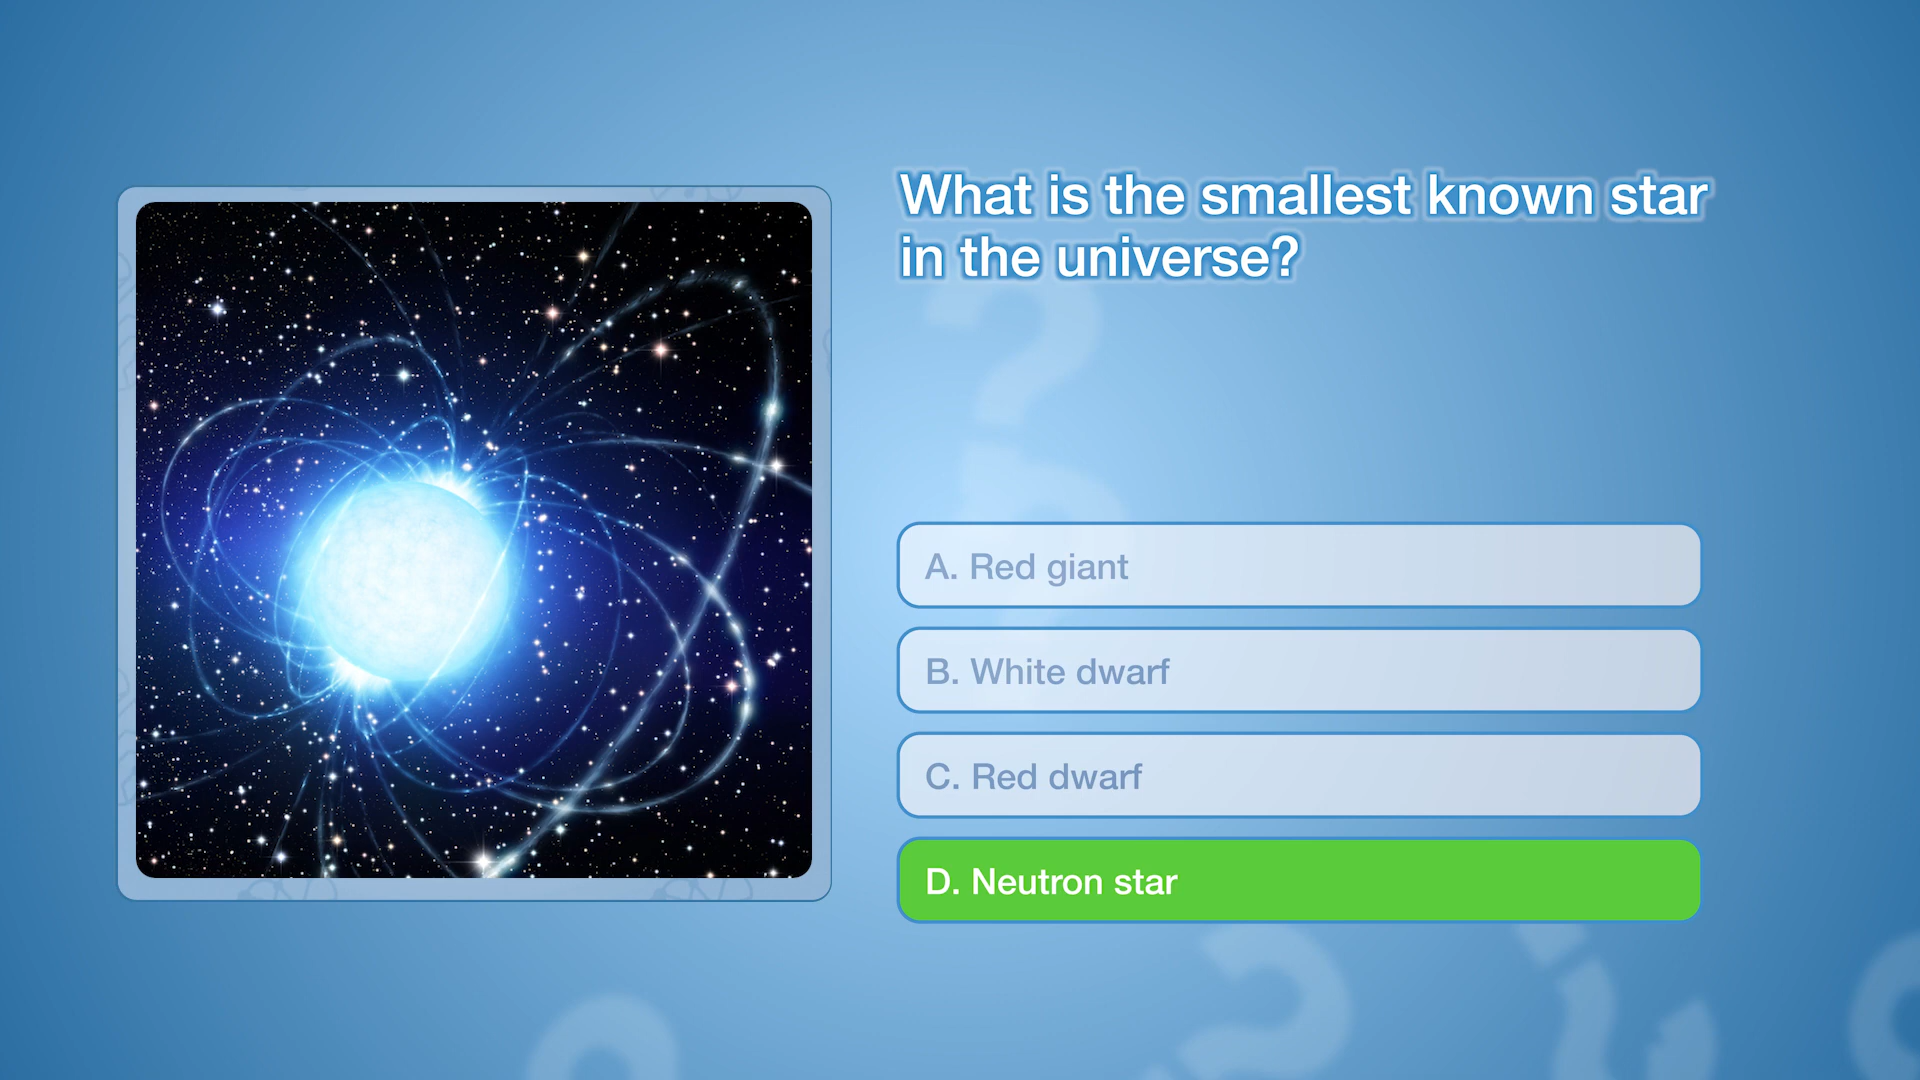 What is the smallest known star
in the universe?
A. Red giant
B. White dwarf
C. Red dwarf
D. Neutron star